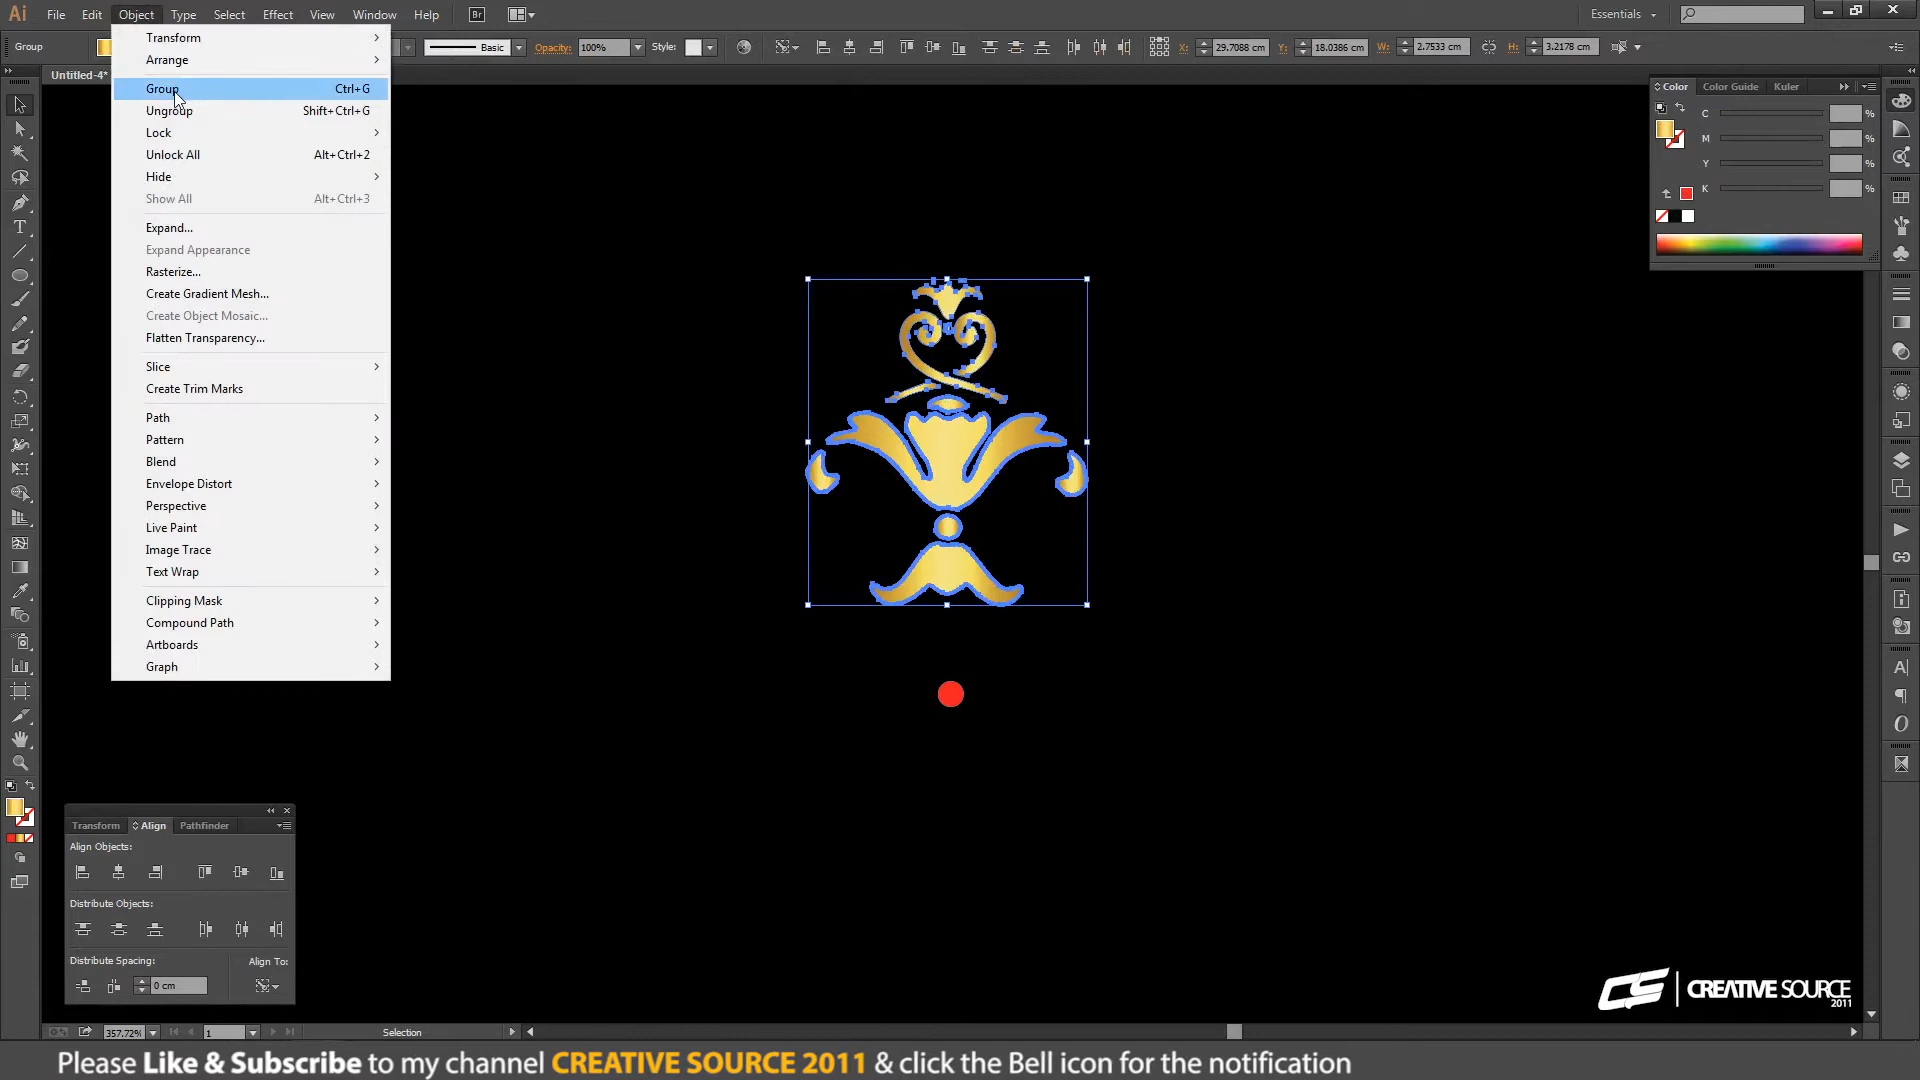 Ai File Edit Object Type Select Effect View Window Help Br Essentials
Group Basic Opacity: 100% Style: X: 29.7088 cm Y: 18.0386 cm W: 2.7533 cm H: 3.2178 cm
Untitled-4*
Transform
Arrange
Group Ctrl+G
Ungroup Shift+Ctrl+G
Lock
Unlock All Alt+Ctrl+2
Hide
Show All Alt+Ctrl+3
Expand...
Expand Appearance
Rasterize...
Create Gradient Mesh...
Create Object Mosaic...
Flatten Transparency...
Slice
Create Trim Marks
Path
Pattern
Blend
Envelope Distort
Perspective
Live Paint
Image Trace
Text Wrap
Clipping Mask
Compound Path
Artboards
Graph
Color Color Guide Kuler
C %
M %
Y %
K %
Transform Align Pathfinder
Align Objects:
Distribute Objects:
Distribute Spacing: Align To:
0 cm
CS CREATIVE SOURCE
2011
357.72% 1 Selection
Please Like & Subscribe to my channel CREATIVE SOURCE 2011 & click the Bell icon for the notification